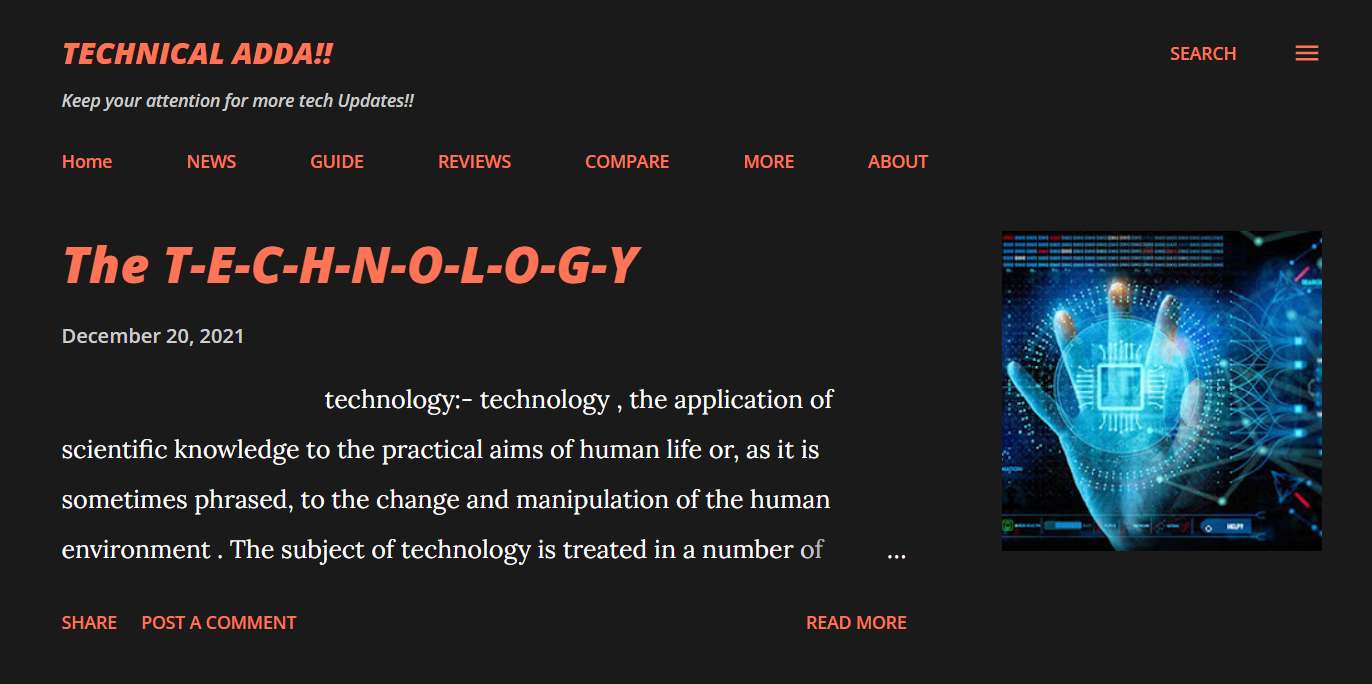 TECHNICAL ADDA!!
SEARCH
Keep your attention for more tech Updates!!
Home NEWS GUIDE REVIEWS COMPARE MORE ABOUT
The T-E-C-H-N-O-L-O-G-Y
December 20, 2021
technology:- technology , the application of
scientific knowledge to the practical aims of human life or, as it is
sometimes phrased, to the change and manipulation of the human
environment . The subject of technology is treated in a number of ...
HELP?
SHARE POST A COMMENT READ MORE